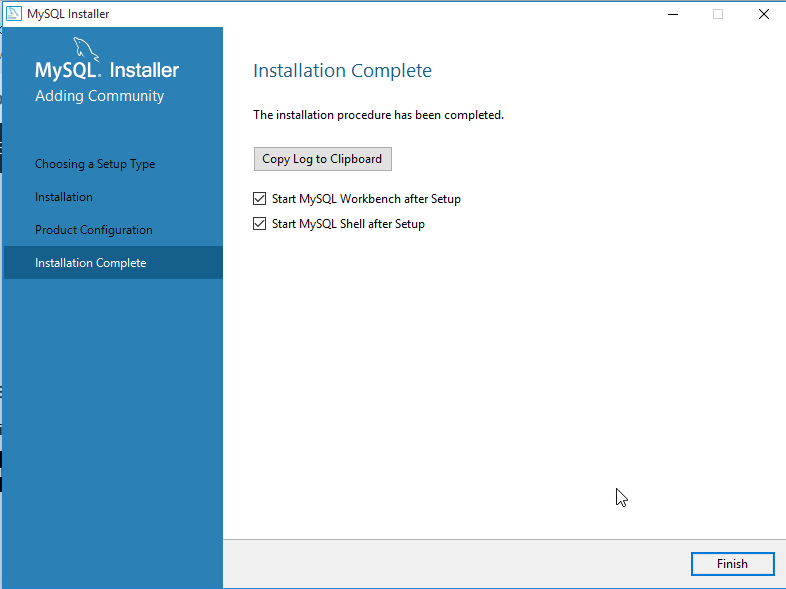 MySQL Installer
MySQL. Installer
Adding Community
Choosing a Setup Type
Installation
Product Configuration
Installation Complete
Installation Complete
The installation procedure has been completed.
Copy Log to Clipboard
Start MySQL Workbench after Setup
Start MySQL Shell after Setup
Finish